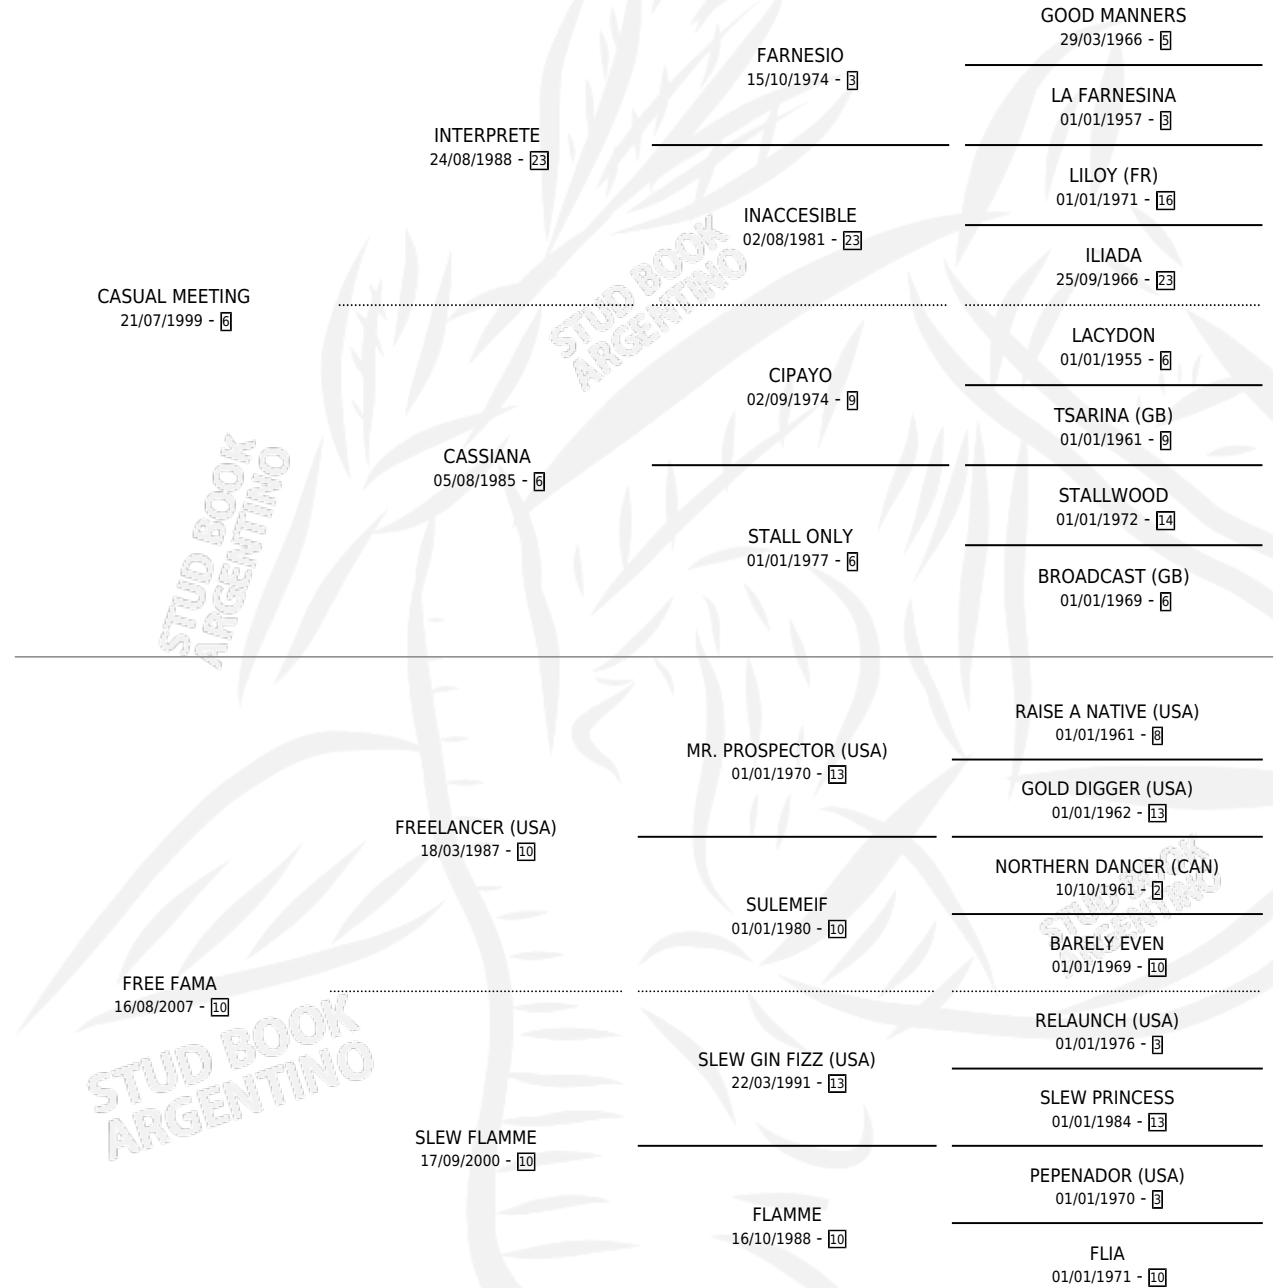 GOOD MANNERS
29/03/1966 - 5
FARNESIO
15/10/1974 - 3
LA FARNESINA
01/01/1957 - 3
INTERPRETE
24/08/1988 - 23
LILOY (FR)
01/01/1971 - 16
INACCESIBLE
02/08/1981 - 23
ILIADA
25/09/1966 - 23
CASUAL MEETING
21/07/1999 - 6
LACYDON
01/01/1955 - 6
CIPAYO
02/09/1974 - 9
TSARINA (GB)
01/01/1961 - 9
CASSIANA
05/08/1985 - 6
STALLWOOD
01/01/1972 - 14
STALL ONLY
01/01/1977 - 6
BROADCAST (GB)
01/01/1969 - 6
STUD BOOK
ARGENTINO
STUD BOOK
ARGENTINO
RAISE A NATIVE (USA)
01/01/1961 - 8
MR. PROSPECTOR (USA)
01/01/1970 - 13
GOLD DIGGER (USA)
01/01/1962 - 13
FREELANCER (USA)
18/03/1987 - 10
NORTHERN DANCER (CAN)
10/10/1961 - 2
SULEMEIF
01/01/1980 - 10
BARELY EVEN
01/01/1969 - 10
FREE FAMA
16/08/2007 - 10
RELAUNCH (USA)
01/01/1976 - 3
SLEW GIN FIZZ (USA)
22/03/1991 - 13
SLEW PRINCESS
01/01/1984 - 13
SLEW FLAMME
17/09/2000 - 10
PEPENADOR (USA)
01/01/1970 - 3
FLAMME
16/10/1988 - 10
FLIA
01/01/1971 - 10
STUD BOOK
ARGENTINO
STUD BOOK
ARGENTINO